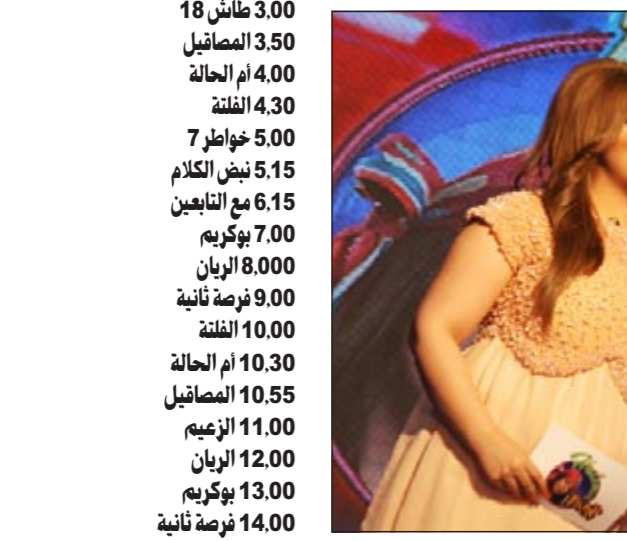 3,00 طاش 18
3,50 المصاقيل
4,00 أم الحالة
4,30 الفلتة
5,00 خواطر 7
5,15 نبض الكلام
6,15 مع التابعين
7,00 بوكريم
8,000 الريان
9,00 فرصة ثانية
10,00 الفلتة
10,30 أم الحالة
10,55 المصاقيل
11,00 الزعيم
12,00 الريان
13,00 بوكريم
14,00 فرصة ثانية